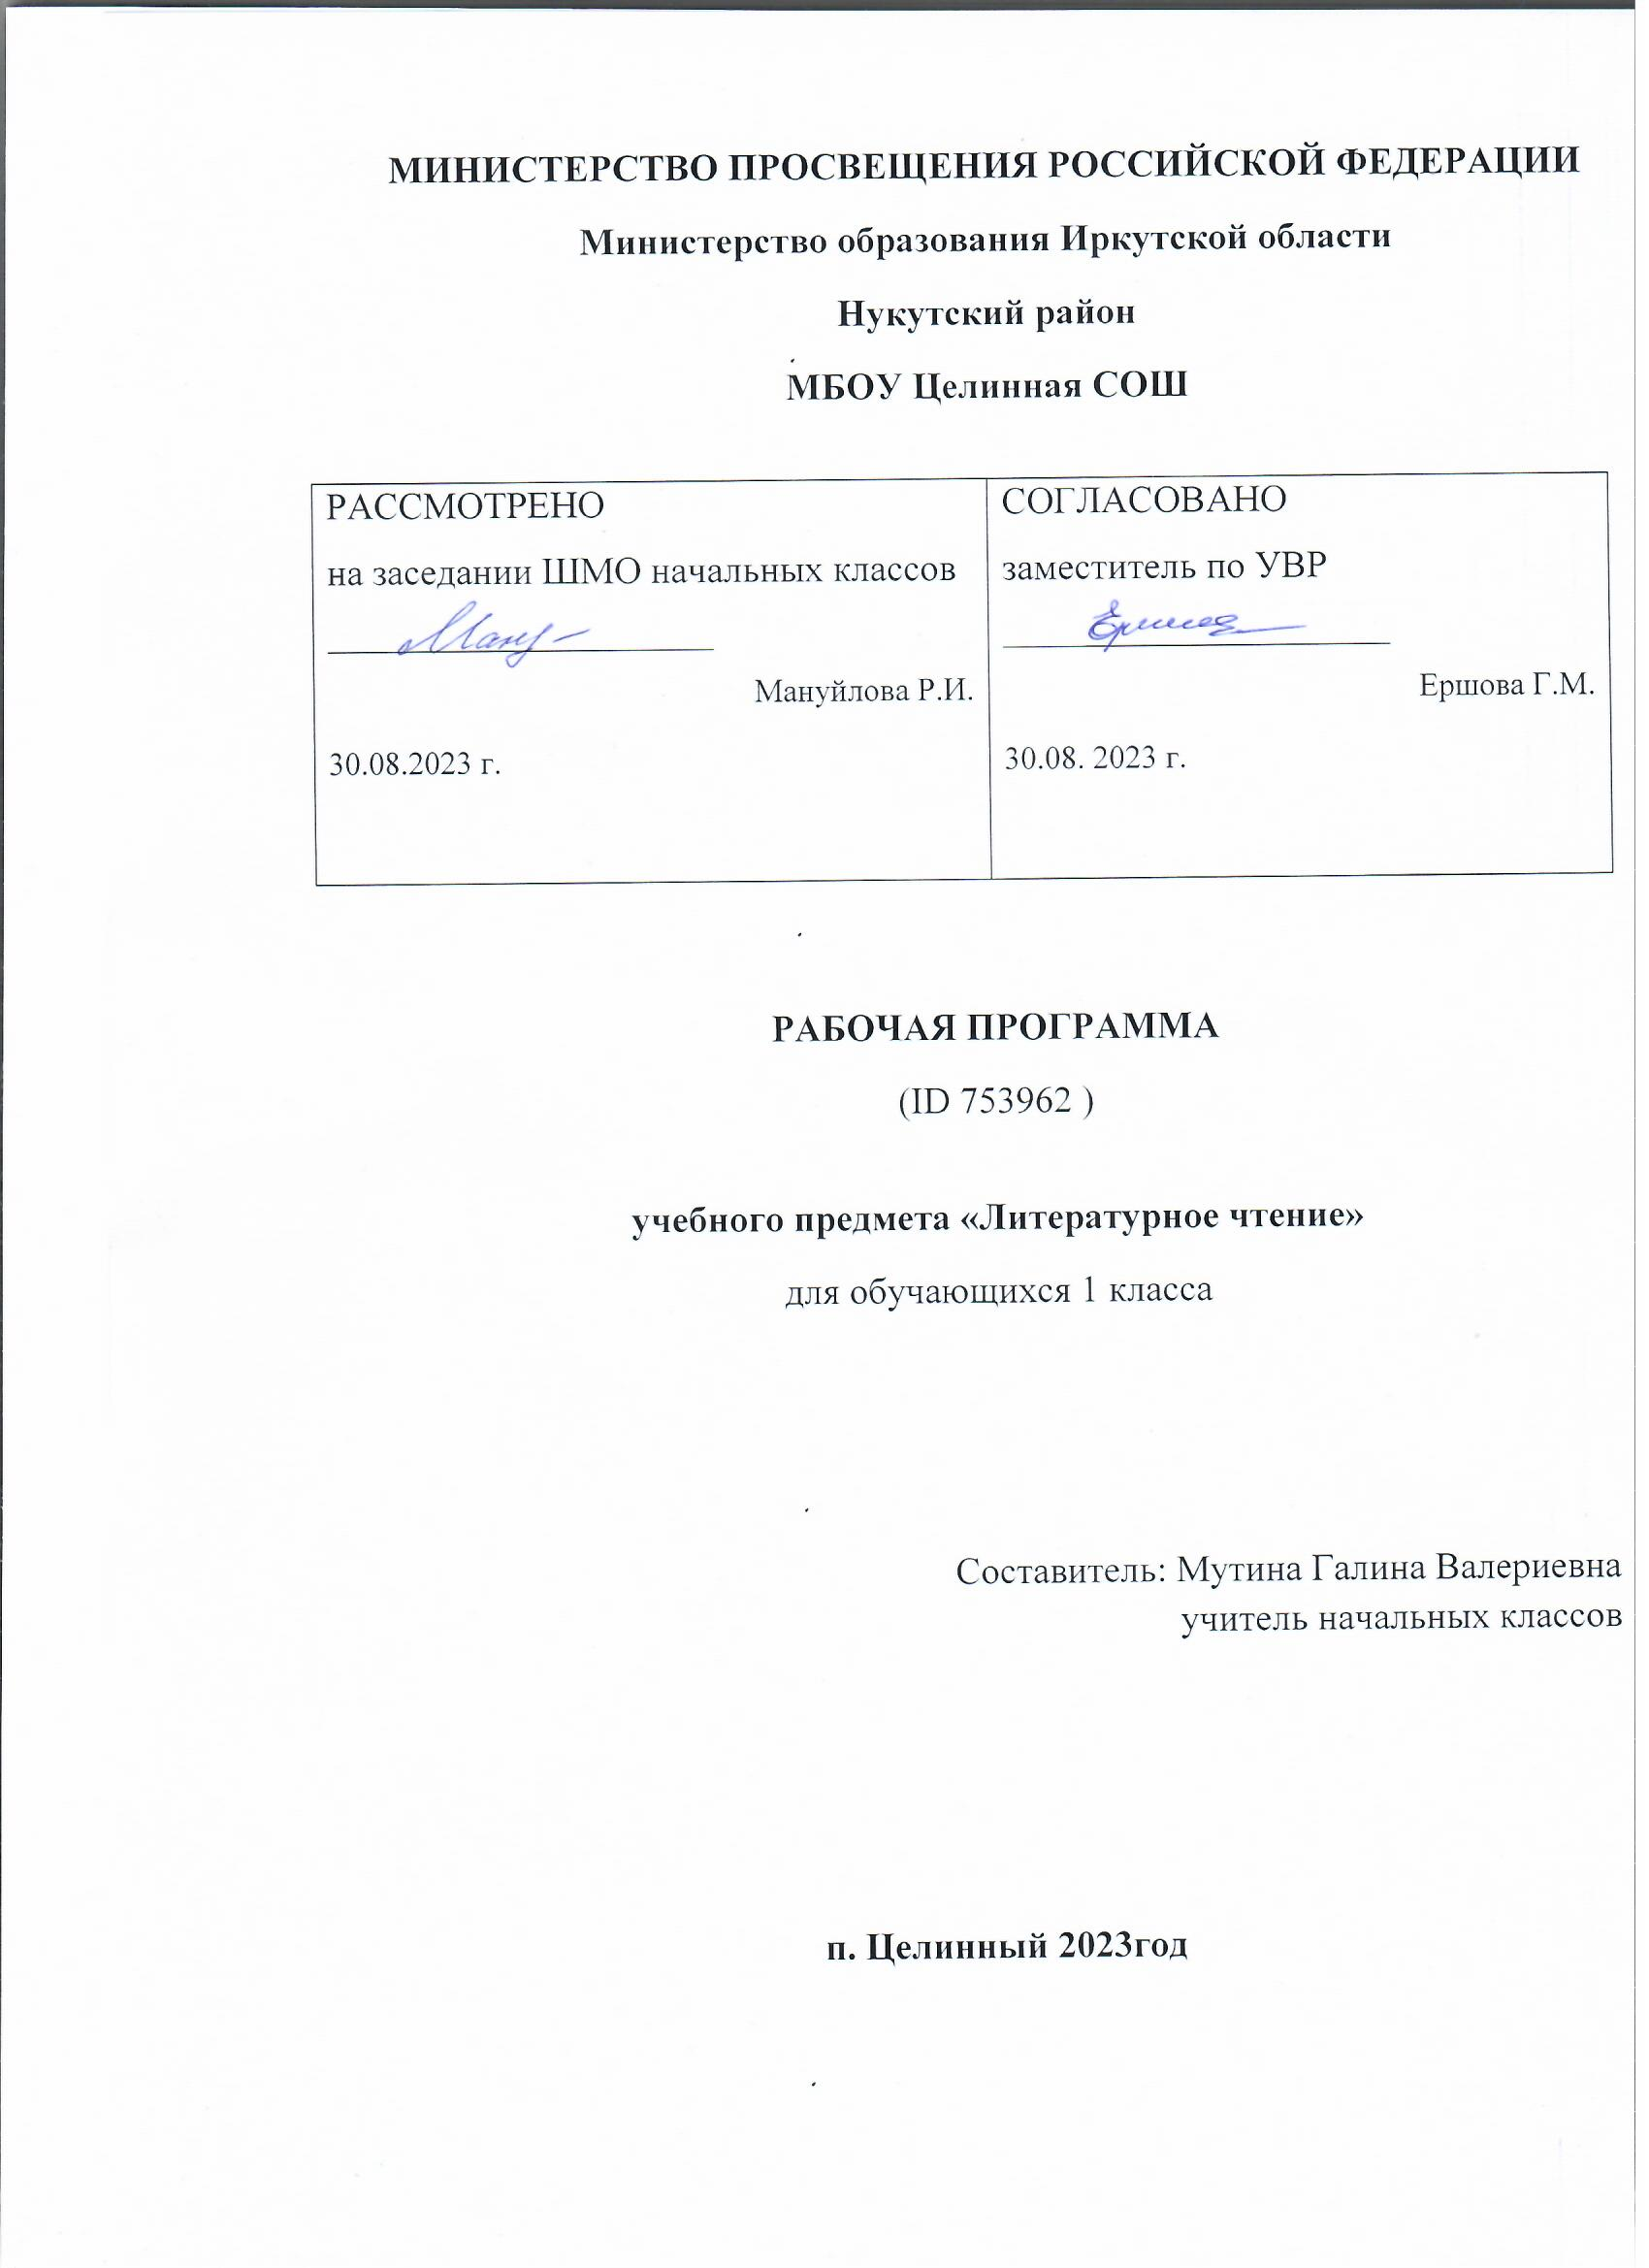 МИНИСТЕРСТВО ПРОСВЕЩЕНИЯ РОССИЙСКОЙ ФЕДЕРАЦИИ
Министерство образования Иркутской области
Нукутский район
МБОУ Целинная СОШ
РАССМОТРЕНО
на заседании ШМО начальных классов
Мануйлова Р.И.
30.08.2023 г.
СОГЛАСОВАНО
заместитель по УВР
Ершова Г.М.
30.08. 2023 г.
РАБОЧАЯ ПРОГРАММА
(ID 753962 )
учебного предмета «Литературное чтение»
для обучающихся 1 класса
Составитель: Мутина Галина Валериевна
учитель начальных классов
п. Целинный 2023год